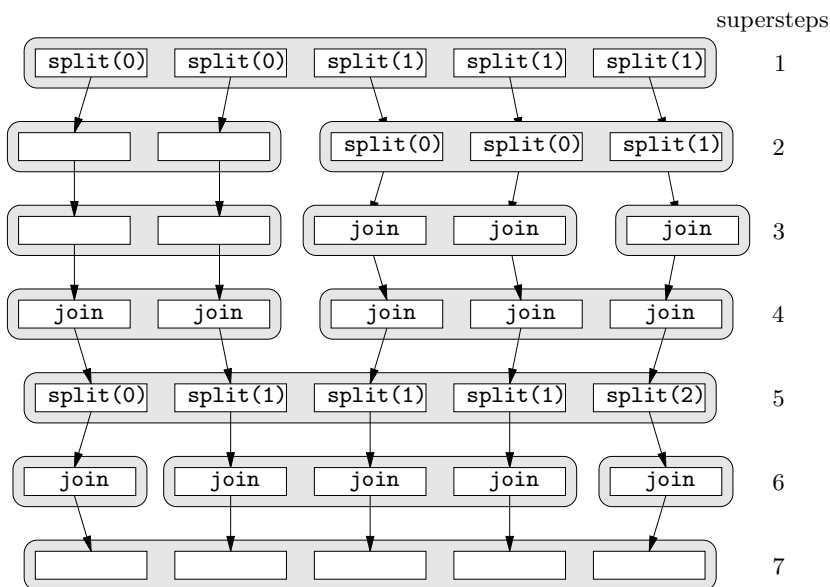 supersteps
split(0) split(0) split(1) split(1) split(1) 1
split(0) split(0) split(1) 2
join join join 3
join join join join join 4
split(0) split(1) split(1) split(1) split(2) 5
join join join join join 6
7